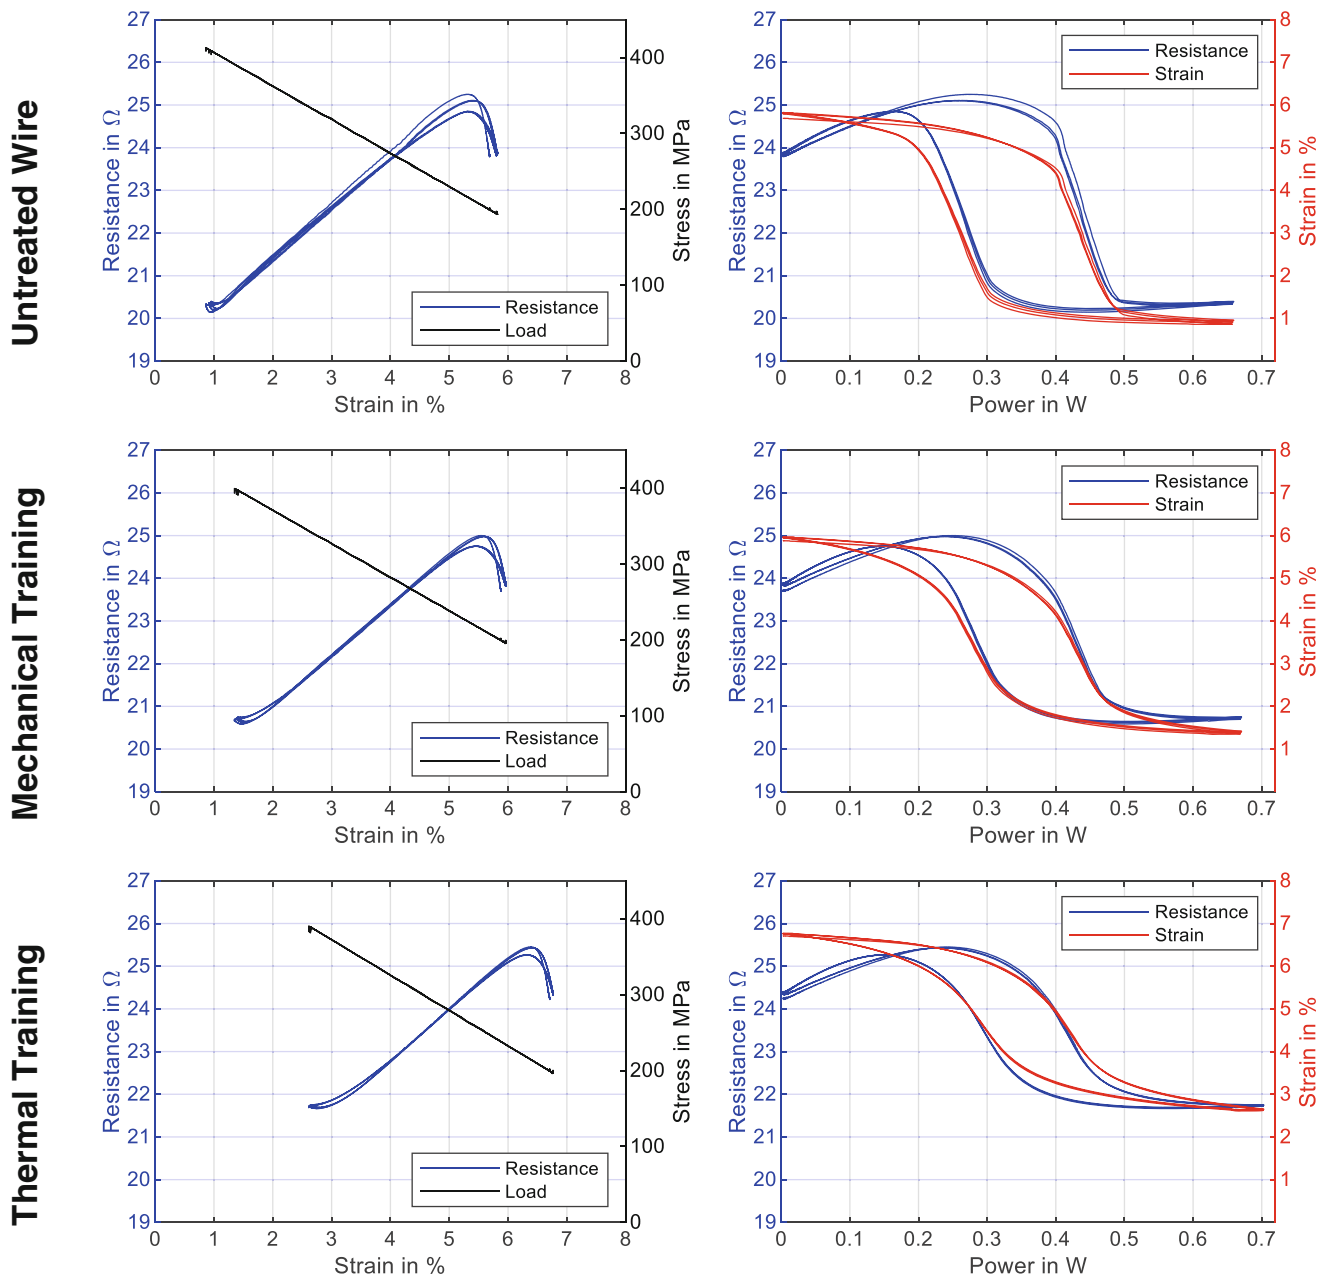 Untreated Wire
27
26
25
24
23
22
21
20
19
Resistance in Ω
0 1 2 3 4 5 6 7 8
Strain in %
400
300
200
100
0
Stress in MPa
Resistance
Load
27
26
25
24
23
22
21
20
19
Resistance in Ω
0 0.1 0.2 0.3 0.4 0.5 0.6 0.7
Power in W
8
7
6
5
4
3
2
1
Strain in %
Resistance
Strain
Mechanical Training
27
26
25
24
23
22
21
20
19
Resistance in Ω
0 1 2 3 4 5 6 7 8
Strain in %
400
300
200
100
0
Stress in MPa
Resistance
Load
27
26
25
24
23
22
21
20
19
Resistance in Ω
0 0.1 0.2 0.3 0.4 0.5 0.6 0.7
Power in W
8
7
6
5
4
3
2
1
Strain in %
Resistance
Strain
Thermal Training
27
26
25
24
23
22
21
20
19
Resistance in Ω
0 1 2 3 4 5 6 7 8
Strain in %
400
300
200
100
0
Stress in MPa
Resistance
Load
27
26
25
24
23
22
21
20
19
Resistance in Ω
0 0.1 0.2 0.3 0.4 0.5 0.6 0.7
Power in W
8
7
6
5
4
3
2
1
Strain in %
Resistance
Strain